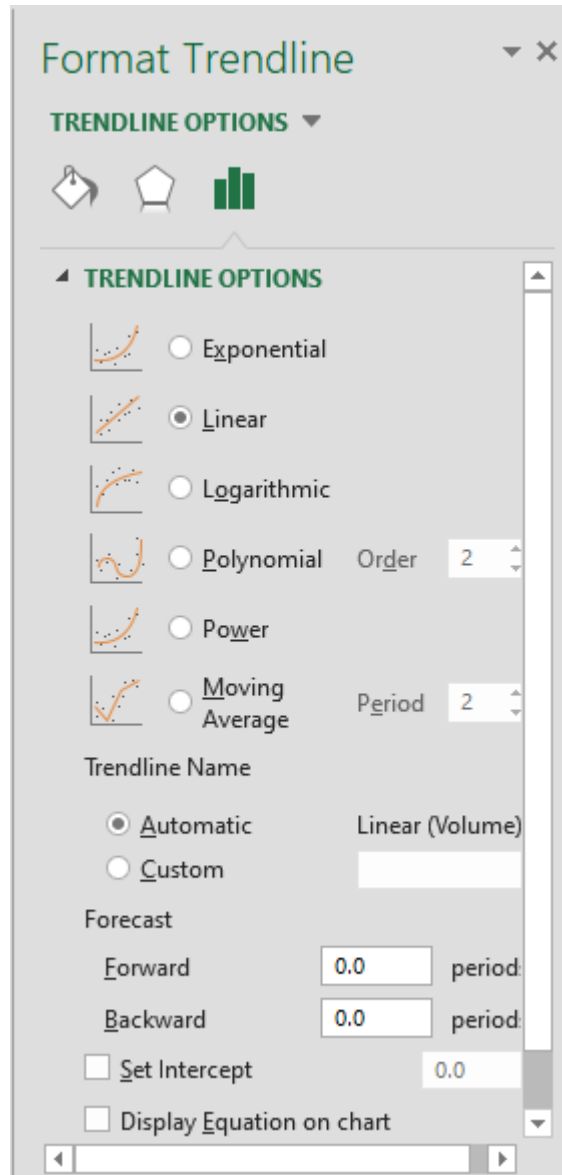 Format Trendline
TRENDLINE OPTIONS
TRENDLINE OPTIONS
Exponential
Linear
Logarithmic
Polynomial Order 2
Power
Moving
Average Period 2
Trendline Name
Automatic Linear (Volume)
Custom
Forecast
Forward 0.0 period
Backward 0.0 period
Set Intercept 0.0
Display Equation on chart